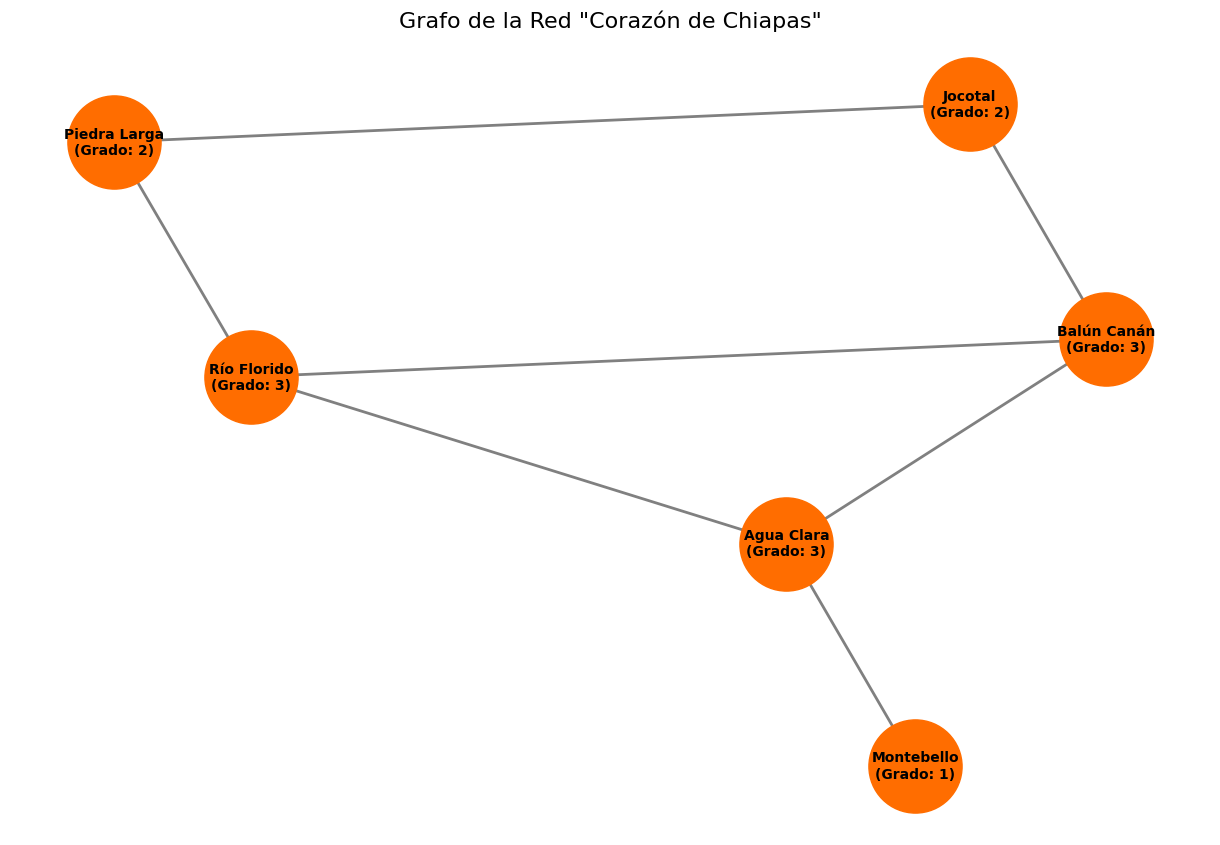 Grafo de la Red "Corazón de Chiapas"
Jocotal
(Grado: 2)
Piedra Larga
(Grado: 2)
Balún Canán
(Grado: 3)
Río Florido
(Grado: 3)
Agua Clara
(Grado: 3)
Montebello
(Grado: 1)